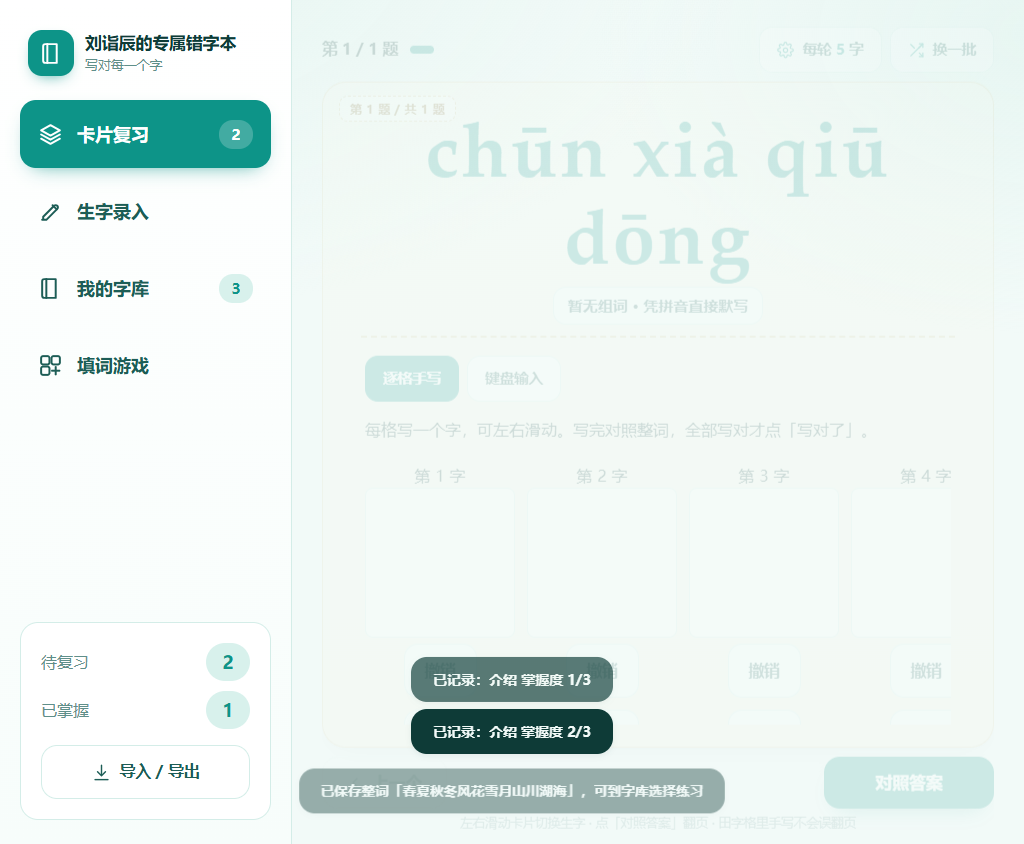 刘诣辰的专属错字本
写对每一个字
卡片复习
2
生字录入
我的字库
3
填词游戏
待复习
2
已掌握
1
导入 / 导出
第 1 / 1 题
每轮 5 字
换一批
第 1 题 / 共 1 题
chūn xià qiū
dōng
暂无组词 · 凭拼音直接默写
逐格手写
键盘输入
每格写一个字，可左右滑动。写完对照整词，全部写对才点「写对了」。
第 1 字
第 2 字
第 3 字
第 4 字
撤销
撤销
撤销
撤销
已记录：介绍 掌握度 1/3
已记录：介绍 掌握度 2/3
已保存整词「春夏秋冬风花雪月山川湖海」，可到字库选择练习
对照答案
左右滑动卡片切换生字 · 点「对照答案」翻页 · 田字格里手写不会误翻页